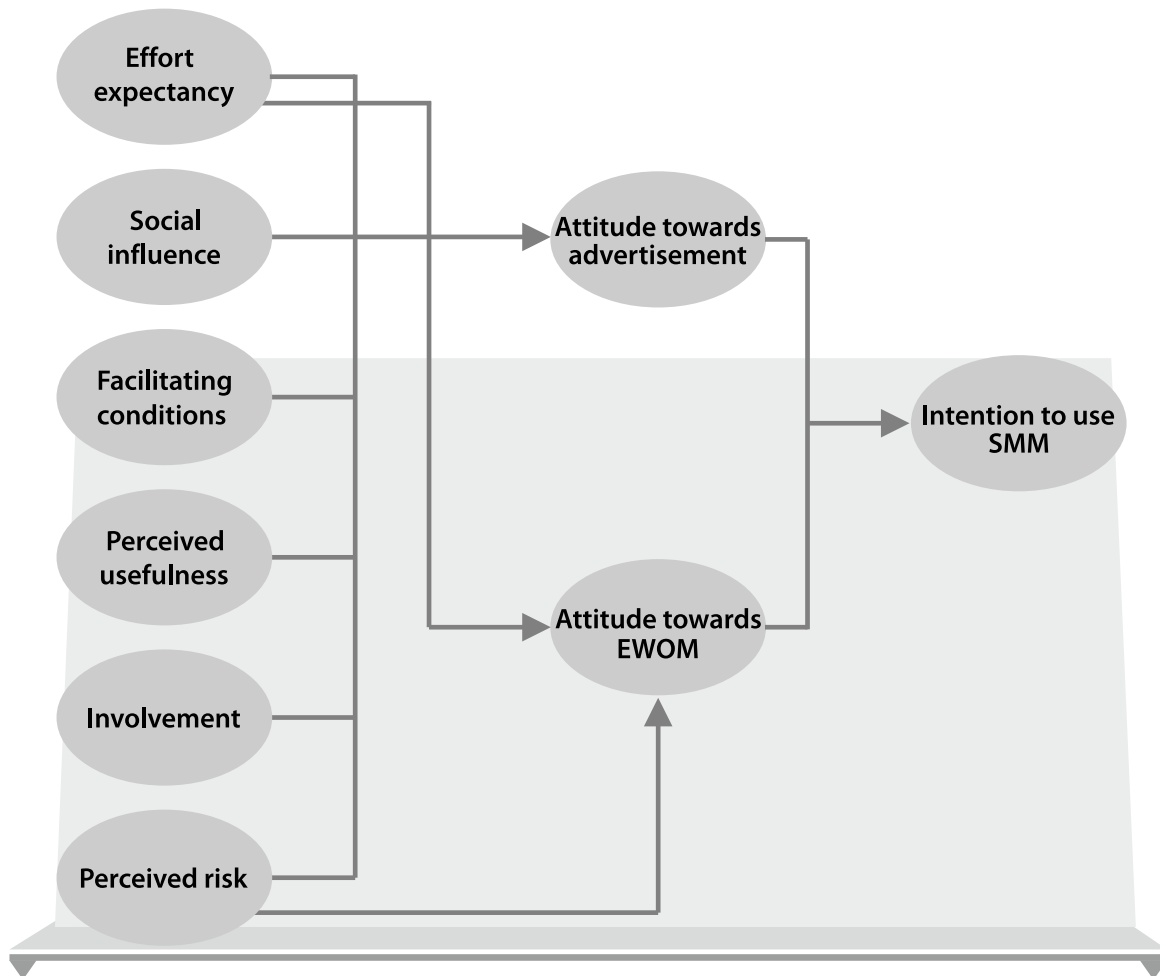 Effort
expectancy
Social
influence
Attitude towards
advertisement
Facilitating
conditions
Intention to use
SMM
Perceived
usefulness
Attitude towards
EWOM
Involvement
Perceived risk